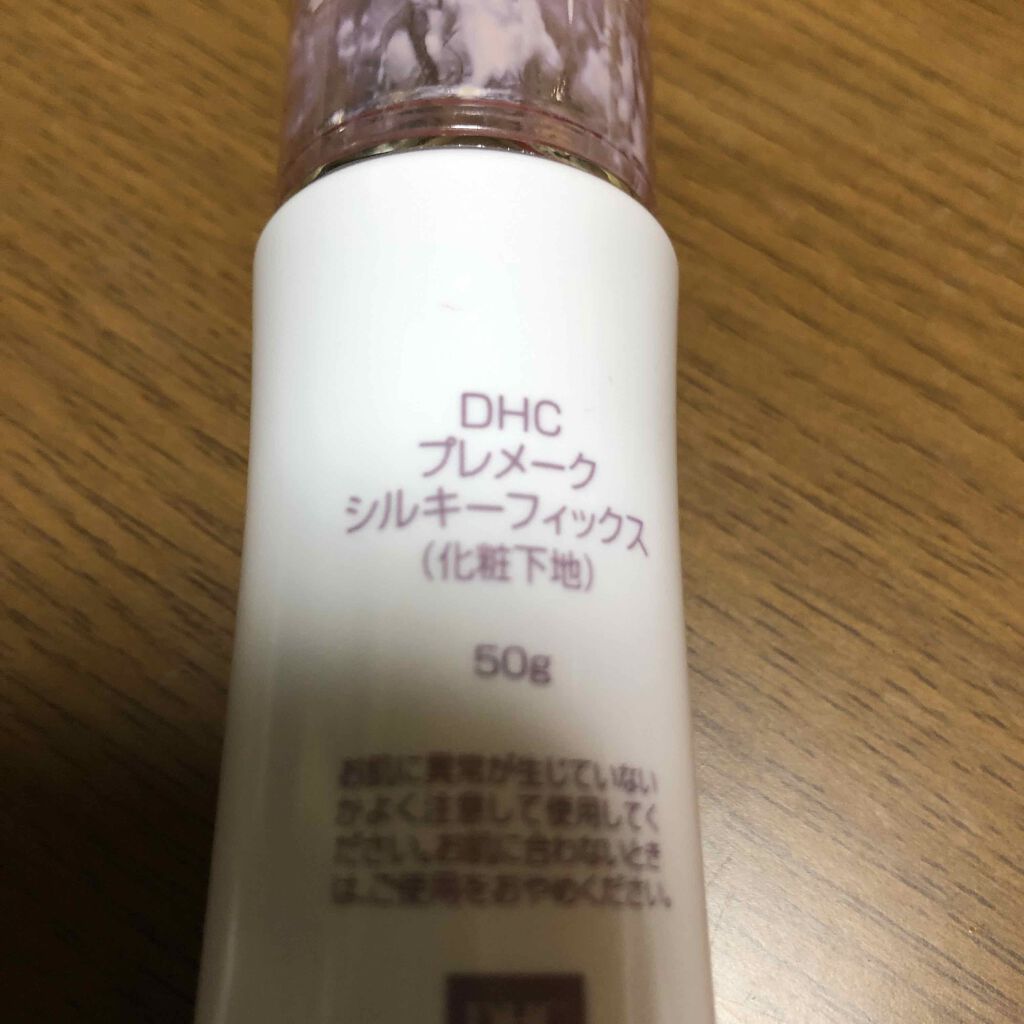 DHC
プレメーク
シルキーフィックス
(化粧下地)
50g
お肌に異常が生じていない
かよく注意して使用してく
ださい。お肌に合わないとき
は、ご使用をおやめください。